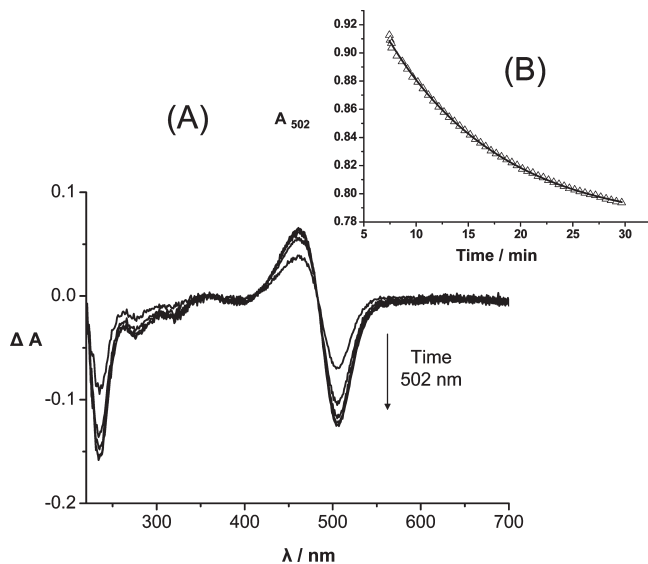 0.92
0.90
0.88
0.86
0.84
0.82
0.80
0.78
5 10 15 20 25 30
Time / min
(B)
(A)
A 502
0.1
0.0
-0.1
-0.2
Δ A
Time
502 nm
300 400 500 600 700
λ / nm